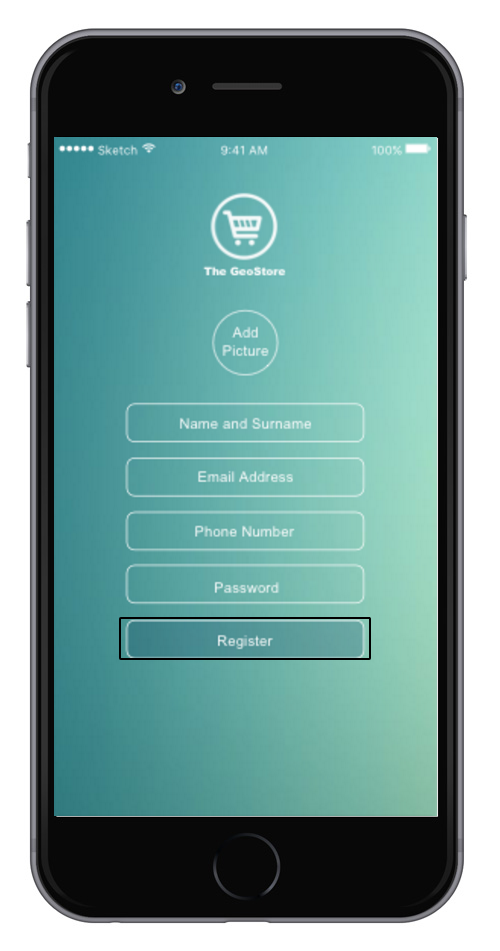 Sketch 9:41 AM 100%
The GeoStore
Add
Picture
Name and Surname
Email Address
Phone Number
Password
Register